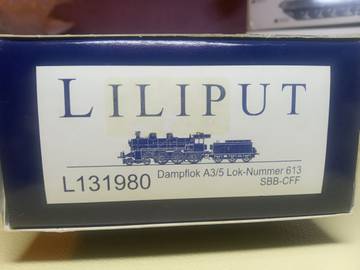 LILIPUT
L131980
Dampflok A3/5 Lok-Nummer 613
SBB-CFF